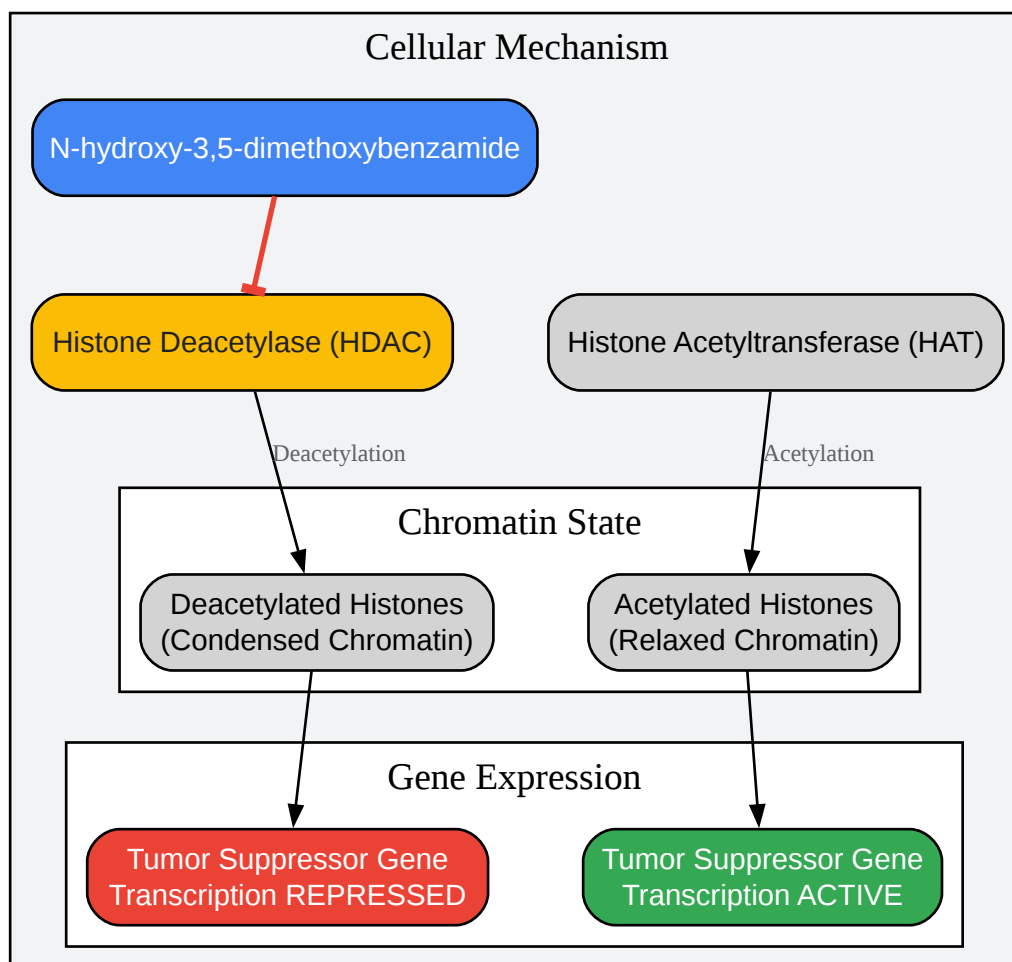 Cellular Mechanism
N-hydroxy-3,5-dimethoxybenzamide
Histone Deacetylase (HDAC)
Histone Acetyltransferase (HAT)
Deacetylation
Acetylation
Chromatin State
Deacetylated Histones
(Condensed Chromatin)
Acetylated Histones
(Relaxed Chromatin)
Gene Expression
Tumor Suppressor Gene
Transcription REPRESSED
Tumor Suppressor Gene
Transcription ACTIVE